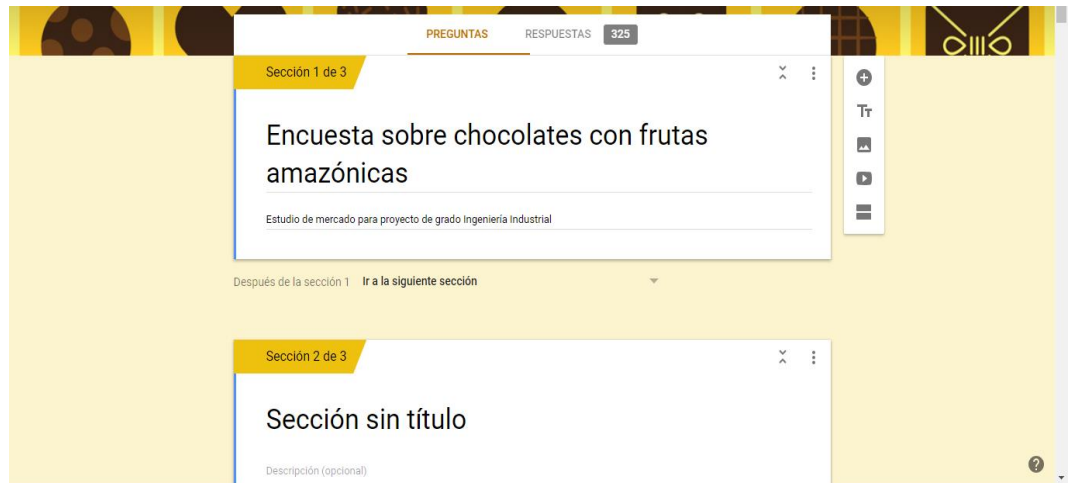 PREGUNTAS RESPUESTAS 325
Sección 1 de 3
Encuesta sobre chocolates con frutas
amazónicas
Estudio de mercado para proyecto de grado Ingeniería Industrial
Después de la sección 1 Ir a la siguiente sección
Sección 2 de 3
Sección sin título
Descripción (opcional)